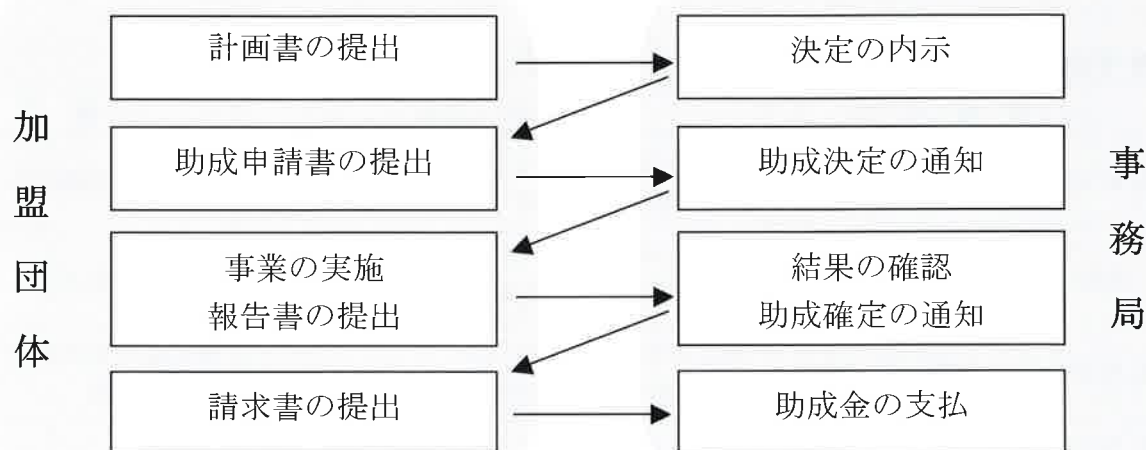 加盟団体
計画書の提出
決定の内示
助成申請書の提出
助成決定の通知
事業の実施
報告書の提出
結果の確認
助成確定の通知
請求書の提出
助成金の支払
事務局